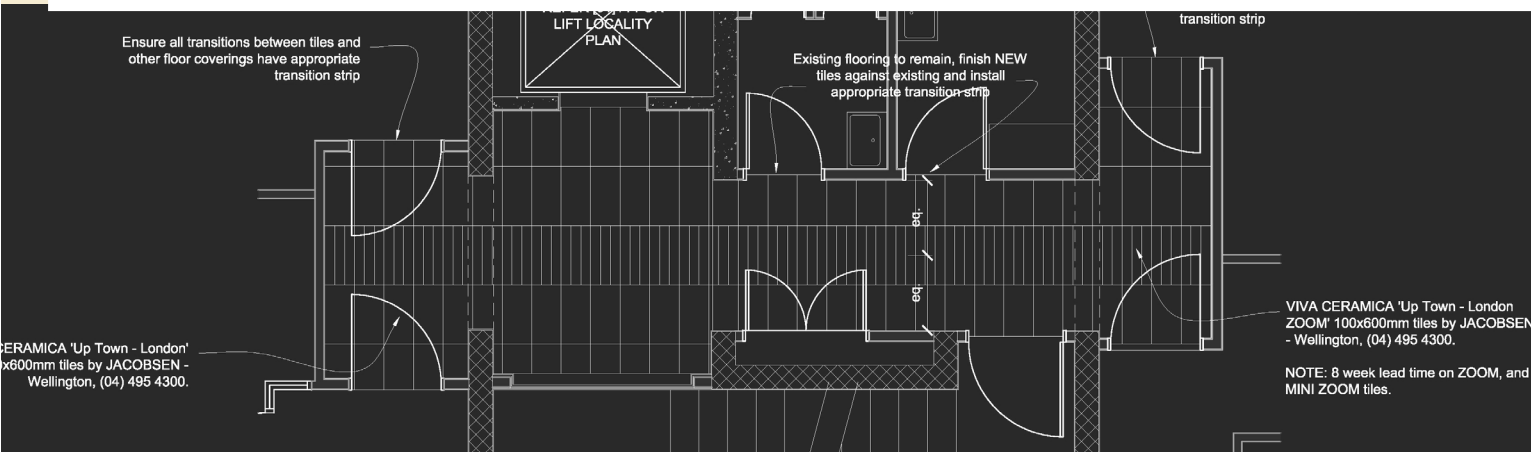 LIFT LOCALITY
PLAN
transition strip
Ensure all transitions between tiles and
other floor coverings have appropriate
transition strip
Existing flooring to remain, finish NEW
tiles against existing and install
appropriate transition strip
eq.
eq.
CERAMICA 'Up Town - London'
x600mm tiles by JACOBSEN -
Wellington, (04) 495 4300.
VIVA CERAMICA 'Up Town - London
ZOOM' 100x600mm tiles by JACOBSEN
- Wellington, (04) 495 4300.
NOTE: 8 week lead time on ZOOM, and
MINI ZOOM tiles.